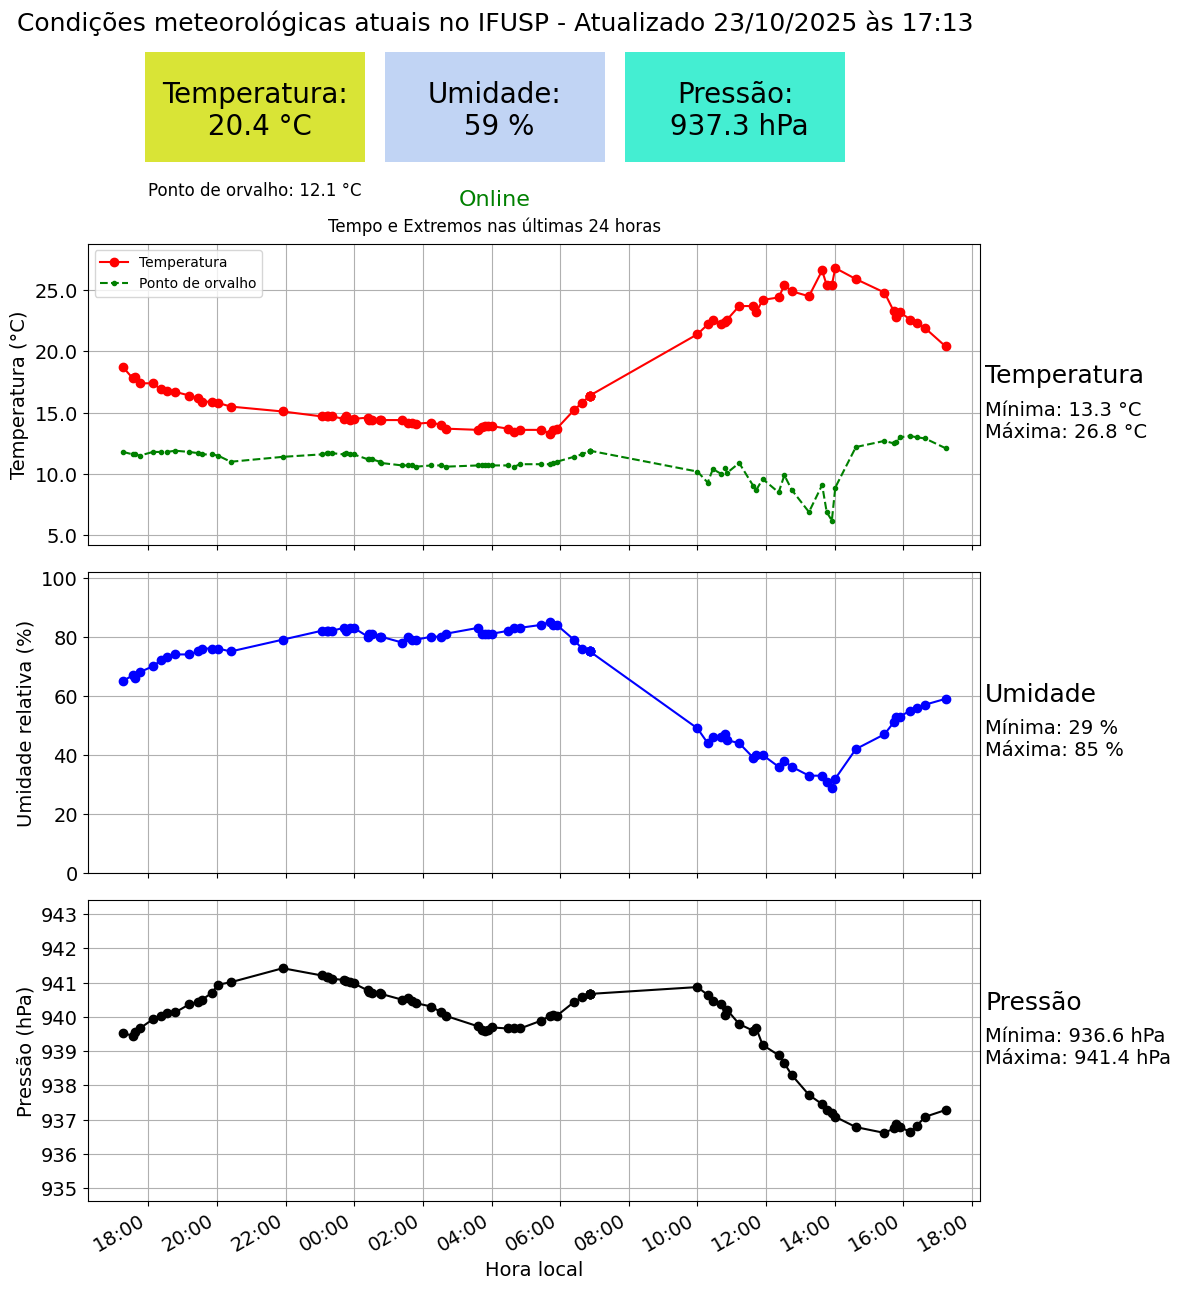 Condições meteorológicas atuais no IFUSP - Atualizado 23/10/2025 às 17:13
Temperatura:
20.4 °C
Umidade:
59 %
Pressão:
937.3 hPa
Ponto de orvalho: 12.1 °C
Online
Tempo e Extremos nas últimas 24 horas
Temperatura
Ponto de orvalho
Temperatura (°C)
25.0
20.0
15.0
10.0
5.0
Temperatura
Mínima: 13.3 °C
Máxima: 26.8 °C
Umidade relativa (%)
100
80
60
40
20
0
Umidade
Mínima: 29 %
Máxima: 85 %
Pressão (hPa)
943
942
941
940
939
938
937
936
935
Pressão
Mínima: 936.6 hPa
Máxima: 941.4 hPa
18:00
20:00
22:00
00:00
02:00
04:00
06:00
08:00
10:00
12:00
14:00
16:00
18:00
Hora local